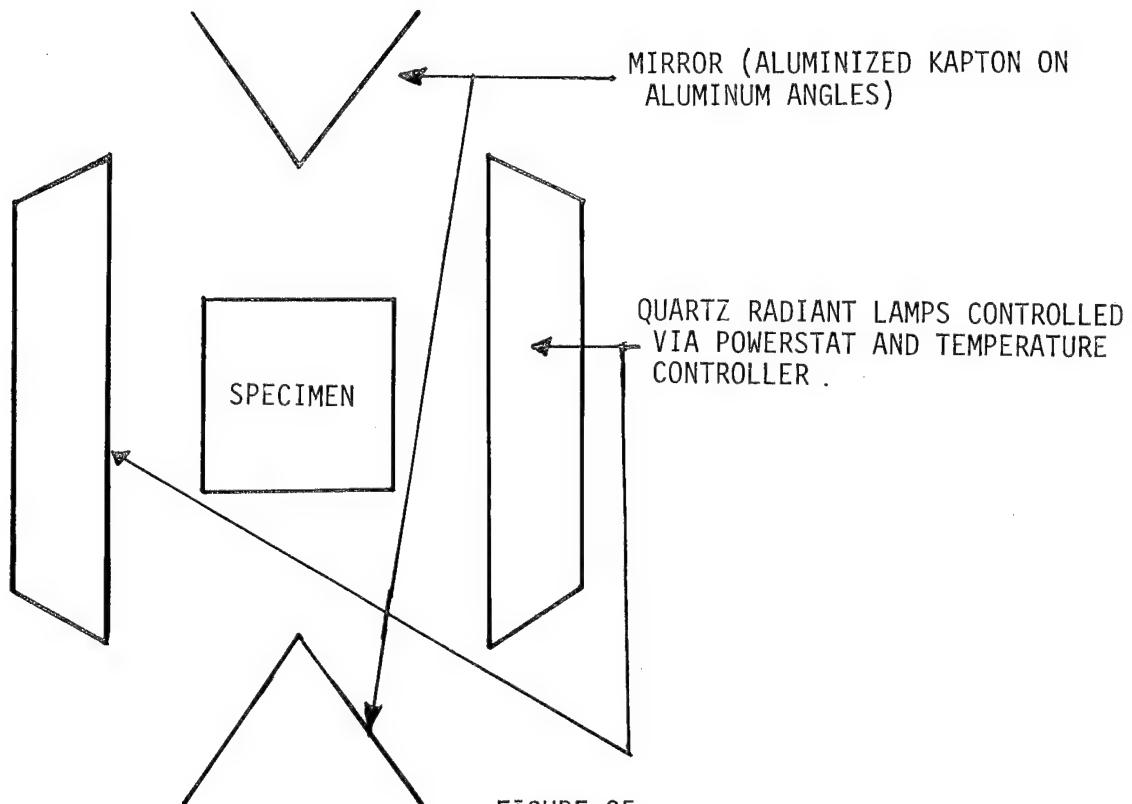 MIRROR (ALUMINIZED KAPTON ON
ALUMINUM ANGLES)
QUARTZ RADIANT LAMPS CONTROLLED
VIA POWERSTAT AND TEMPERATURE
CONTROLLER .
SPECIMEN